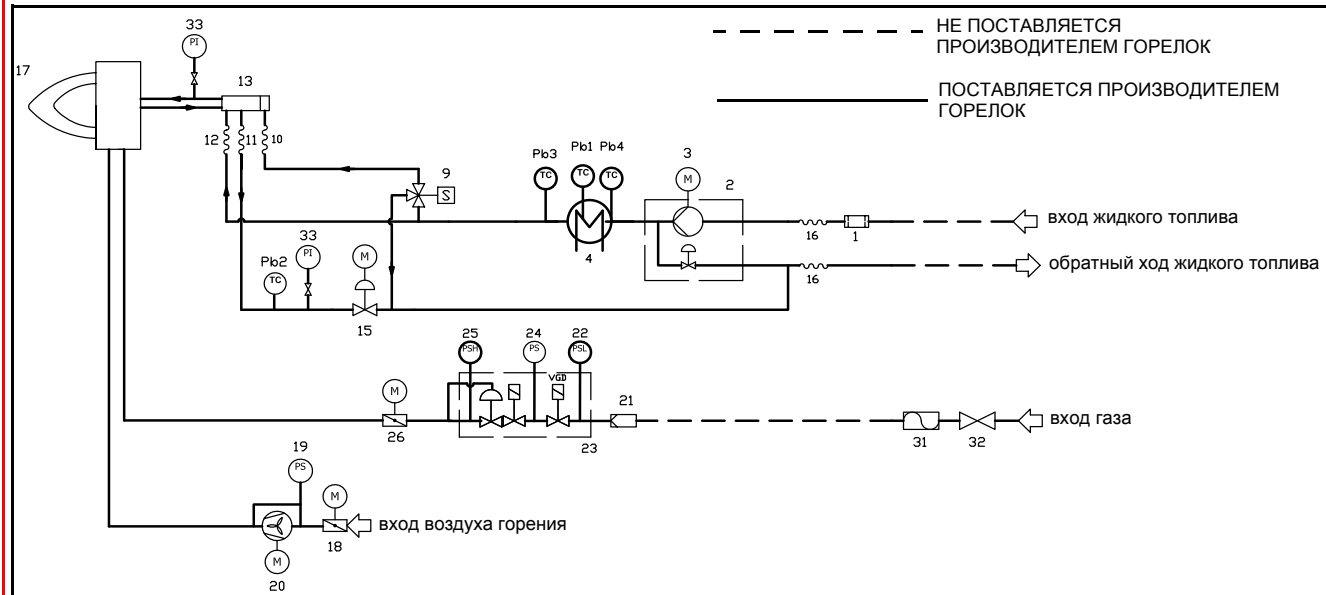 33
PI
НЕ ПОСТАВЛЯЕТСЯ
ПРОИЗВОДИТЕЛЕМ ГОРЕЛОК
17
13
ПОСТАВЛЯЕТСЯ ПРОИЗВОДИТЕЛЕМ
ГОРЕЛОК
12
11
10
Pb3
Pb1
Pb4
3
TC
TC
TC
M
2
9
S
вход жидкого топлива
16
1
4
33
PI
M
Pb2
TC
обратный ход жидкого топлива
16
15
25
24
22
PSH
PS
PSL
VGD
M
21
вход газа
26
23
31
32
19
PS
M
вход воздуха горения
18
M
20